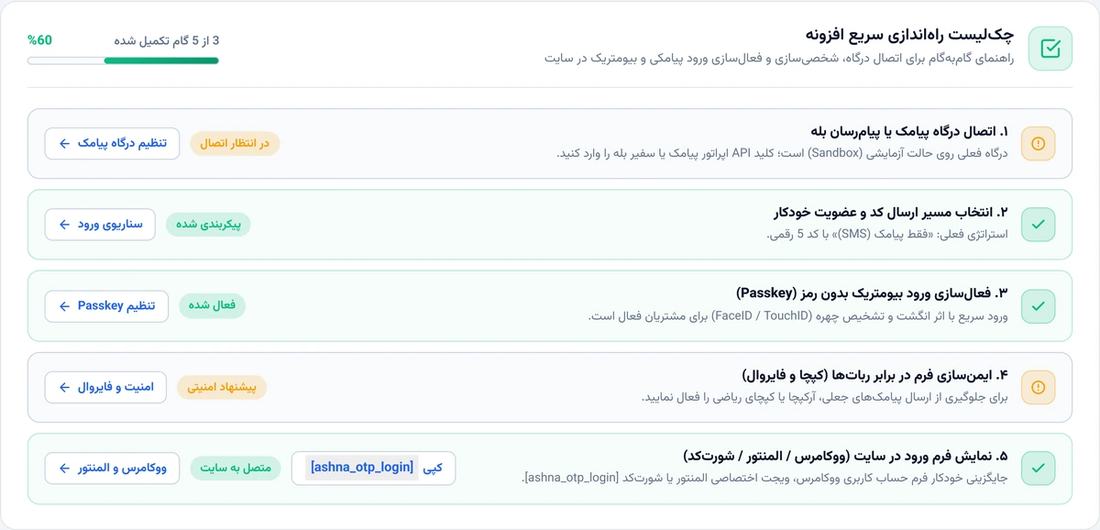 چک‌لیست راه‌اندازی سریع افزونه
راهنمای گام‌به‌گام برای اتصال درگاه، شخصی‌سازی و فعال‌سازی ورود پیامکی و بیومتریک در سایت
3 از 5 گام تکمیل شده
%60
۱. اتصال درگاه پیامک یا پیام‌رسان بله
درگاه فعلی روی حالت آزمایشی (Sandbox) است؛ کلید API اپراتور پیامک یا سفیر بله را وارد کنید.
در انتظار اتصال
تنظیم درگاه پیامک ←
۲. انتخاب مسیر ارسال کد و عضویت خودکار
استراتژی فعلی: «فقط پیامک (SMS)» با کد 5 رقمی.
پیکربندی شده
سناریوی ورود ←
۳. فعال‌سازی ورود بیومتریک بدون رمز (Passkey)
ورود سریع با اثر انگشت و تشخیص چهره (FaceID / TouchID) برای مشتریان فعال است.
فعال شده
تنظیم Passkey ←
۴. ایمن‌سازی فرم در برابر ربات‌ها (کپچا و فایروال)
برای جلوگیری از ارسال پیامک‌های جعلی، آرکپچا یا کپچای ریاضی را فعال نمایید.
پیشنهاد امنیتی
امنیت و فایروال ←
۵. نمایش فرم ورود در سایت (ووکامرس / المنتور / شورت‌کد)
جایگزینی خودکار فرم حساب کاربری ووکامرس، ویجت اختصاصی المنتور یا شورت‌کد [ashna_otp_login].
کپی [ashna_otp_login]
متصل به سایت
ووکامرس و المنتور ←